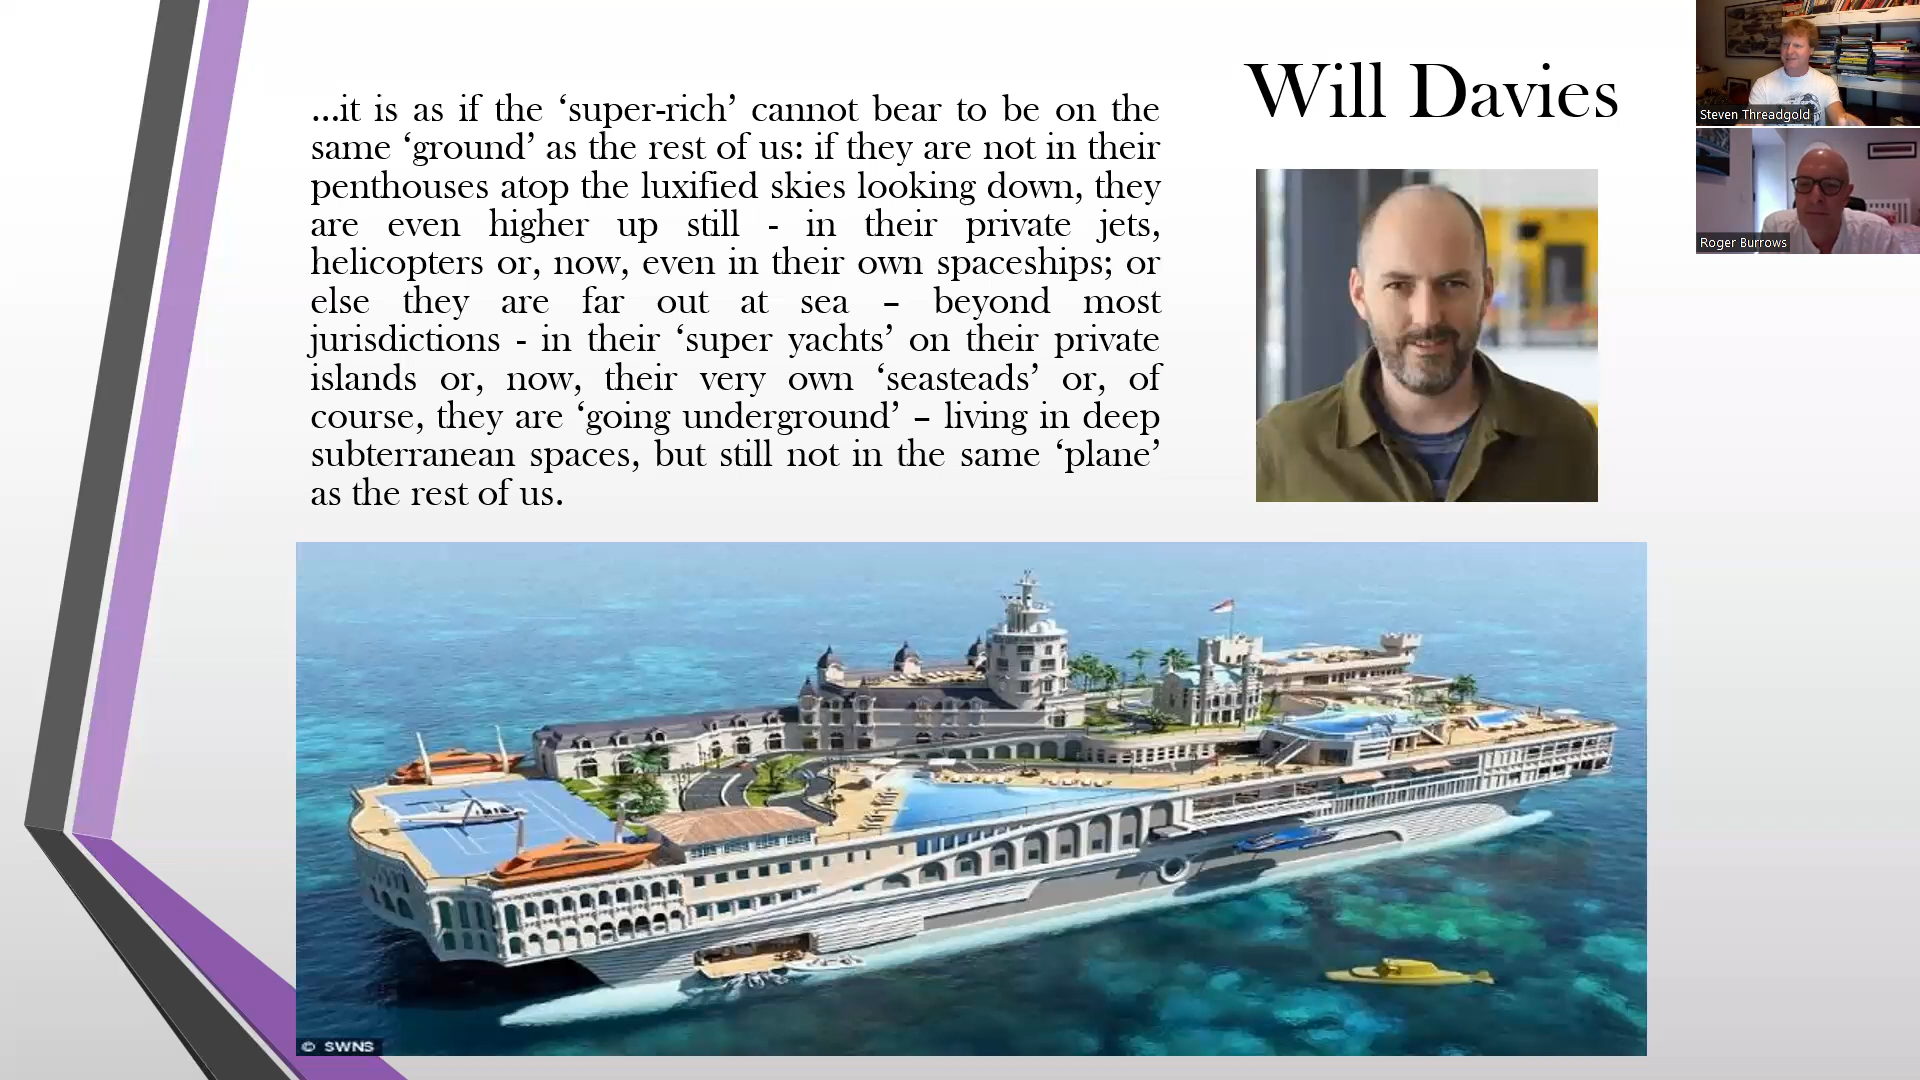 Will Davies
...it is as if the ‘super-rich’ cannot bear to be on the
same ‘ground’ as the rest of us: if they are not in their
penthouses atop the luxified skies looking down, they
are even higher up still - in their private jets,
helicopters or, now, even in their own spaceships; or
else they are far out at sea – beyond most
jurisdictions - in their ‘super yachts’ on their private
islands or, now, their very own ‘seasteads’ or, of
course, they are ‘going underground’ – living in deep
subterranean spaces, but still not in the same ‘plane’
as the rest of us.
Steven Threadgold
Roger Burrows
© SWNS